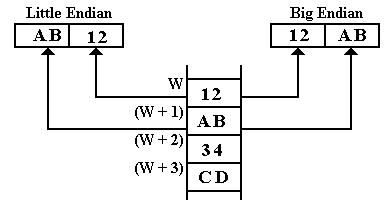 Little Endian Big Endian
AB 12 12 AB
W 12
(W + 1) AB
(W + 2) 34
(W + 3) CD